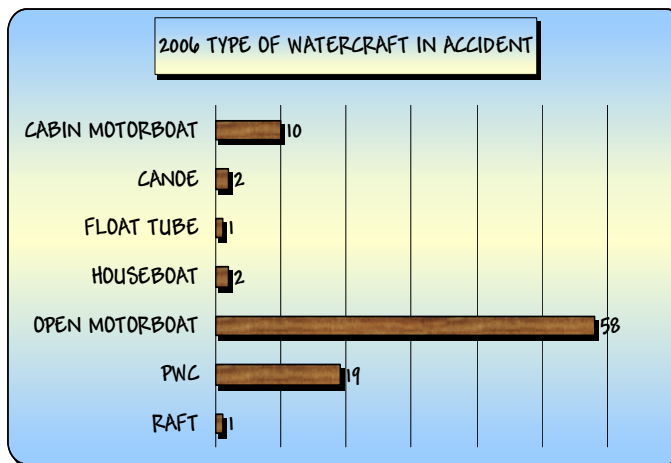 2006 TYPE OF WATERCRAFT IN ACCIDENT
CABIN MOTORBOAT 10
CANOE 2
FLOAT TUBE 1
HOUSEBOAT 2
OPEN MOTORBOAT 58
PWC 19
RAFT 1